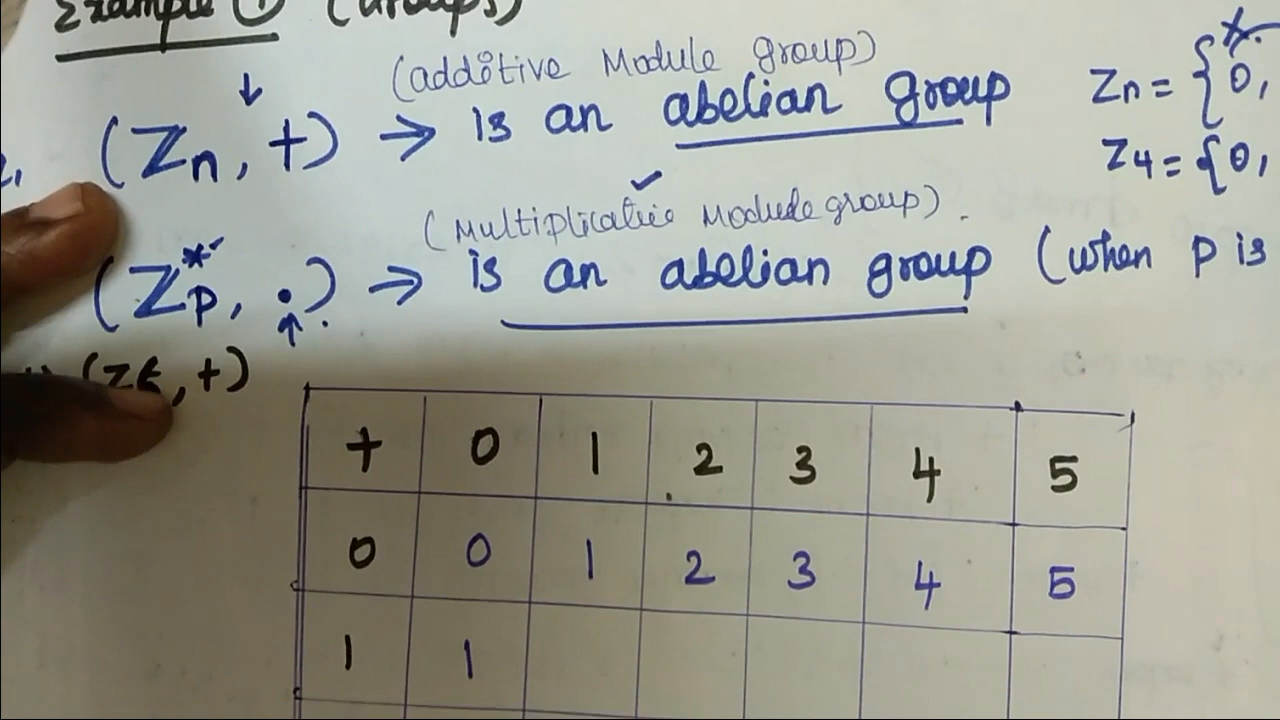 Example ① (Groups)
(additive Module group)
(Zn, +) → is an abelian group Zn = {0,
Z4 = {0,
(Multiplicative Module group).
(Z*p, ·) → is an abelian group (when p is
(Z6, +)
+ 0 1 2 3 4 5
0 0 1 2 3 4 5
1 1